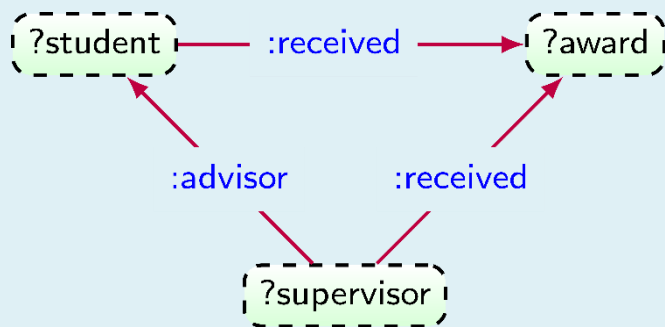 ?student :received ?award
:advisor :received
?supervisor